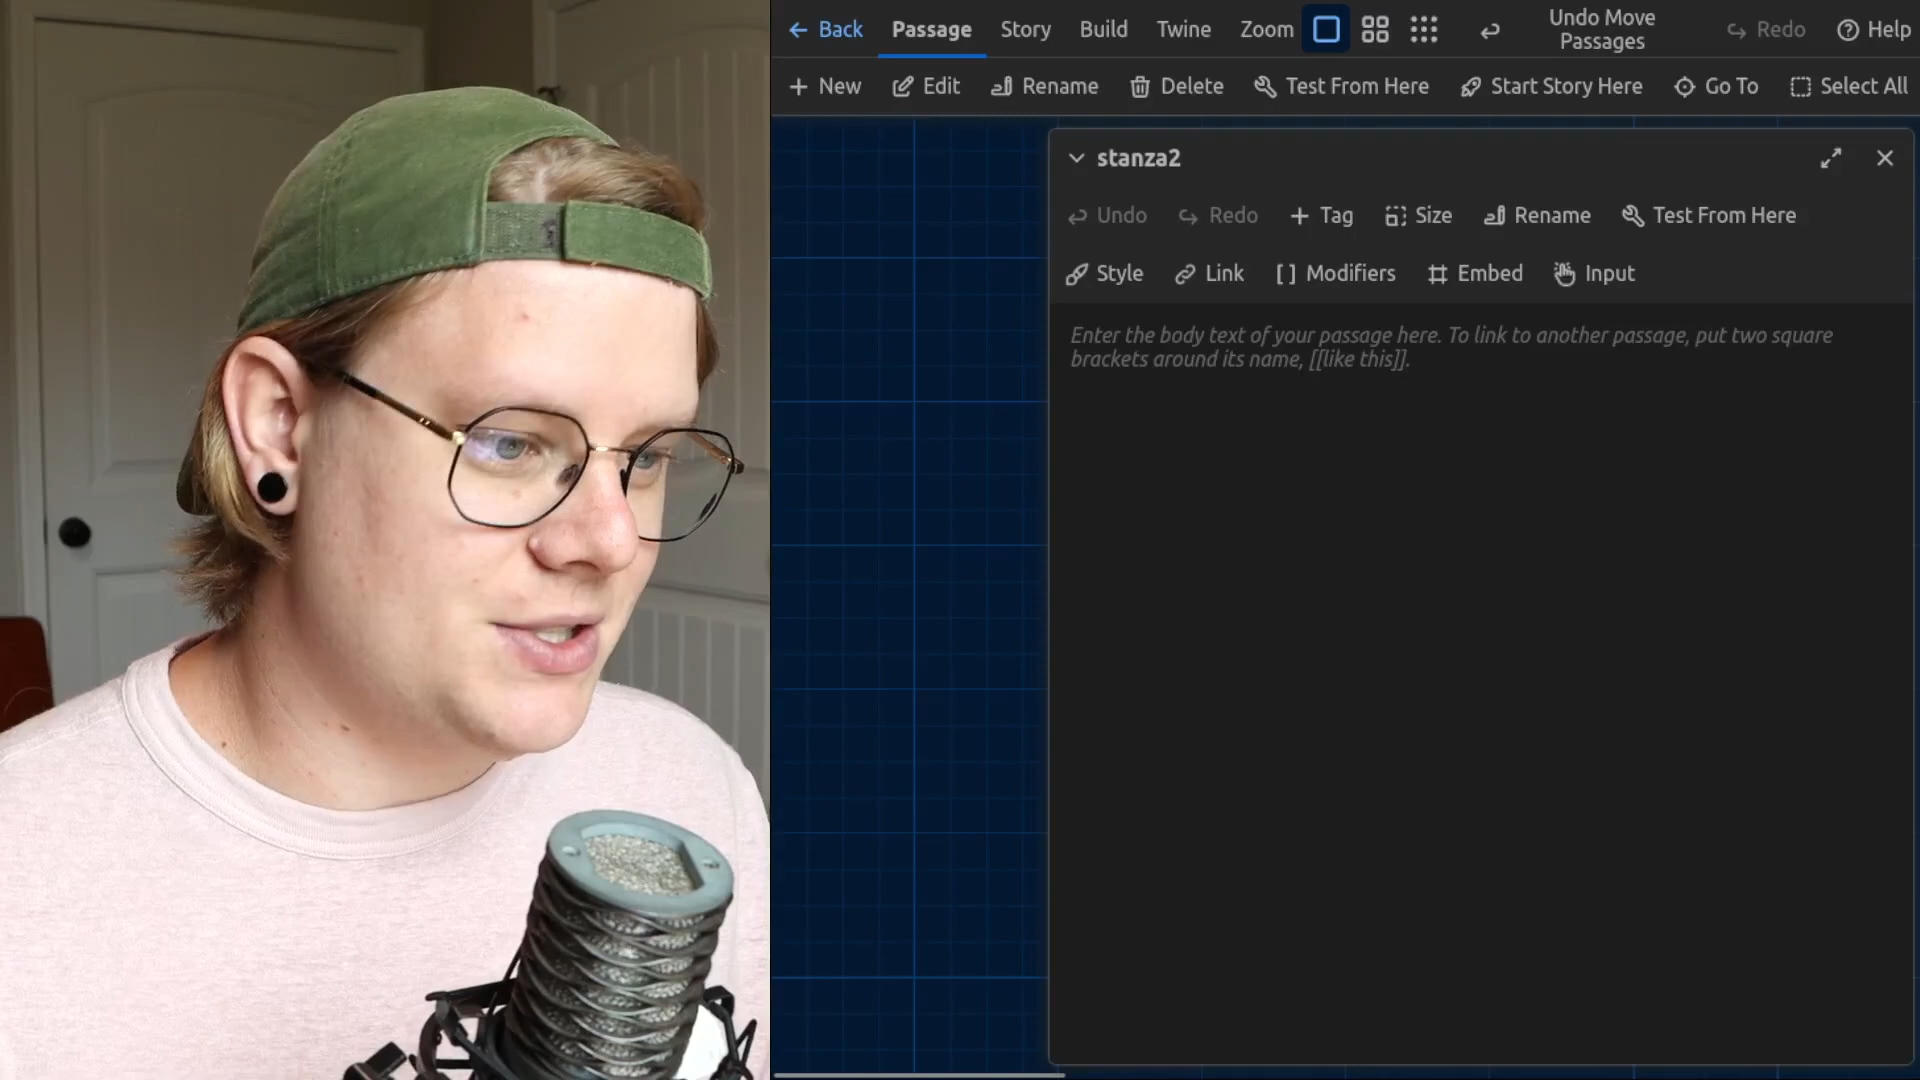 Back Passage Story Build Twine Zoom Undo Move Passages Redo Help
New Edit Rename Delete Test From Here Start Story Here Go To Select All
stanza2
Undo Redo Tag Size Rename Test From Here
Style Link Modifiers Embed Input
Enter the body text of your passage here. To link to another passage, put two square
brackets around its name, [[like this]].